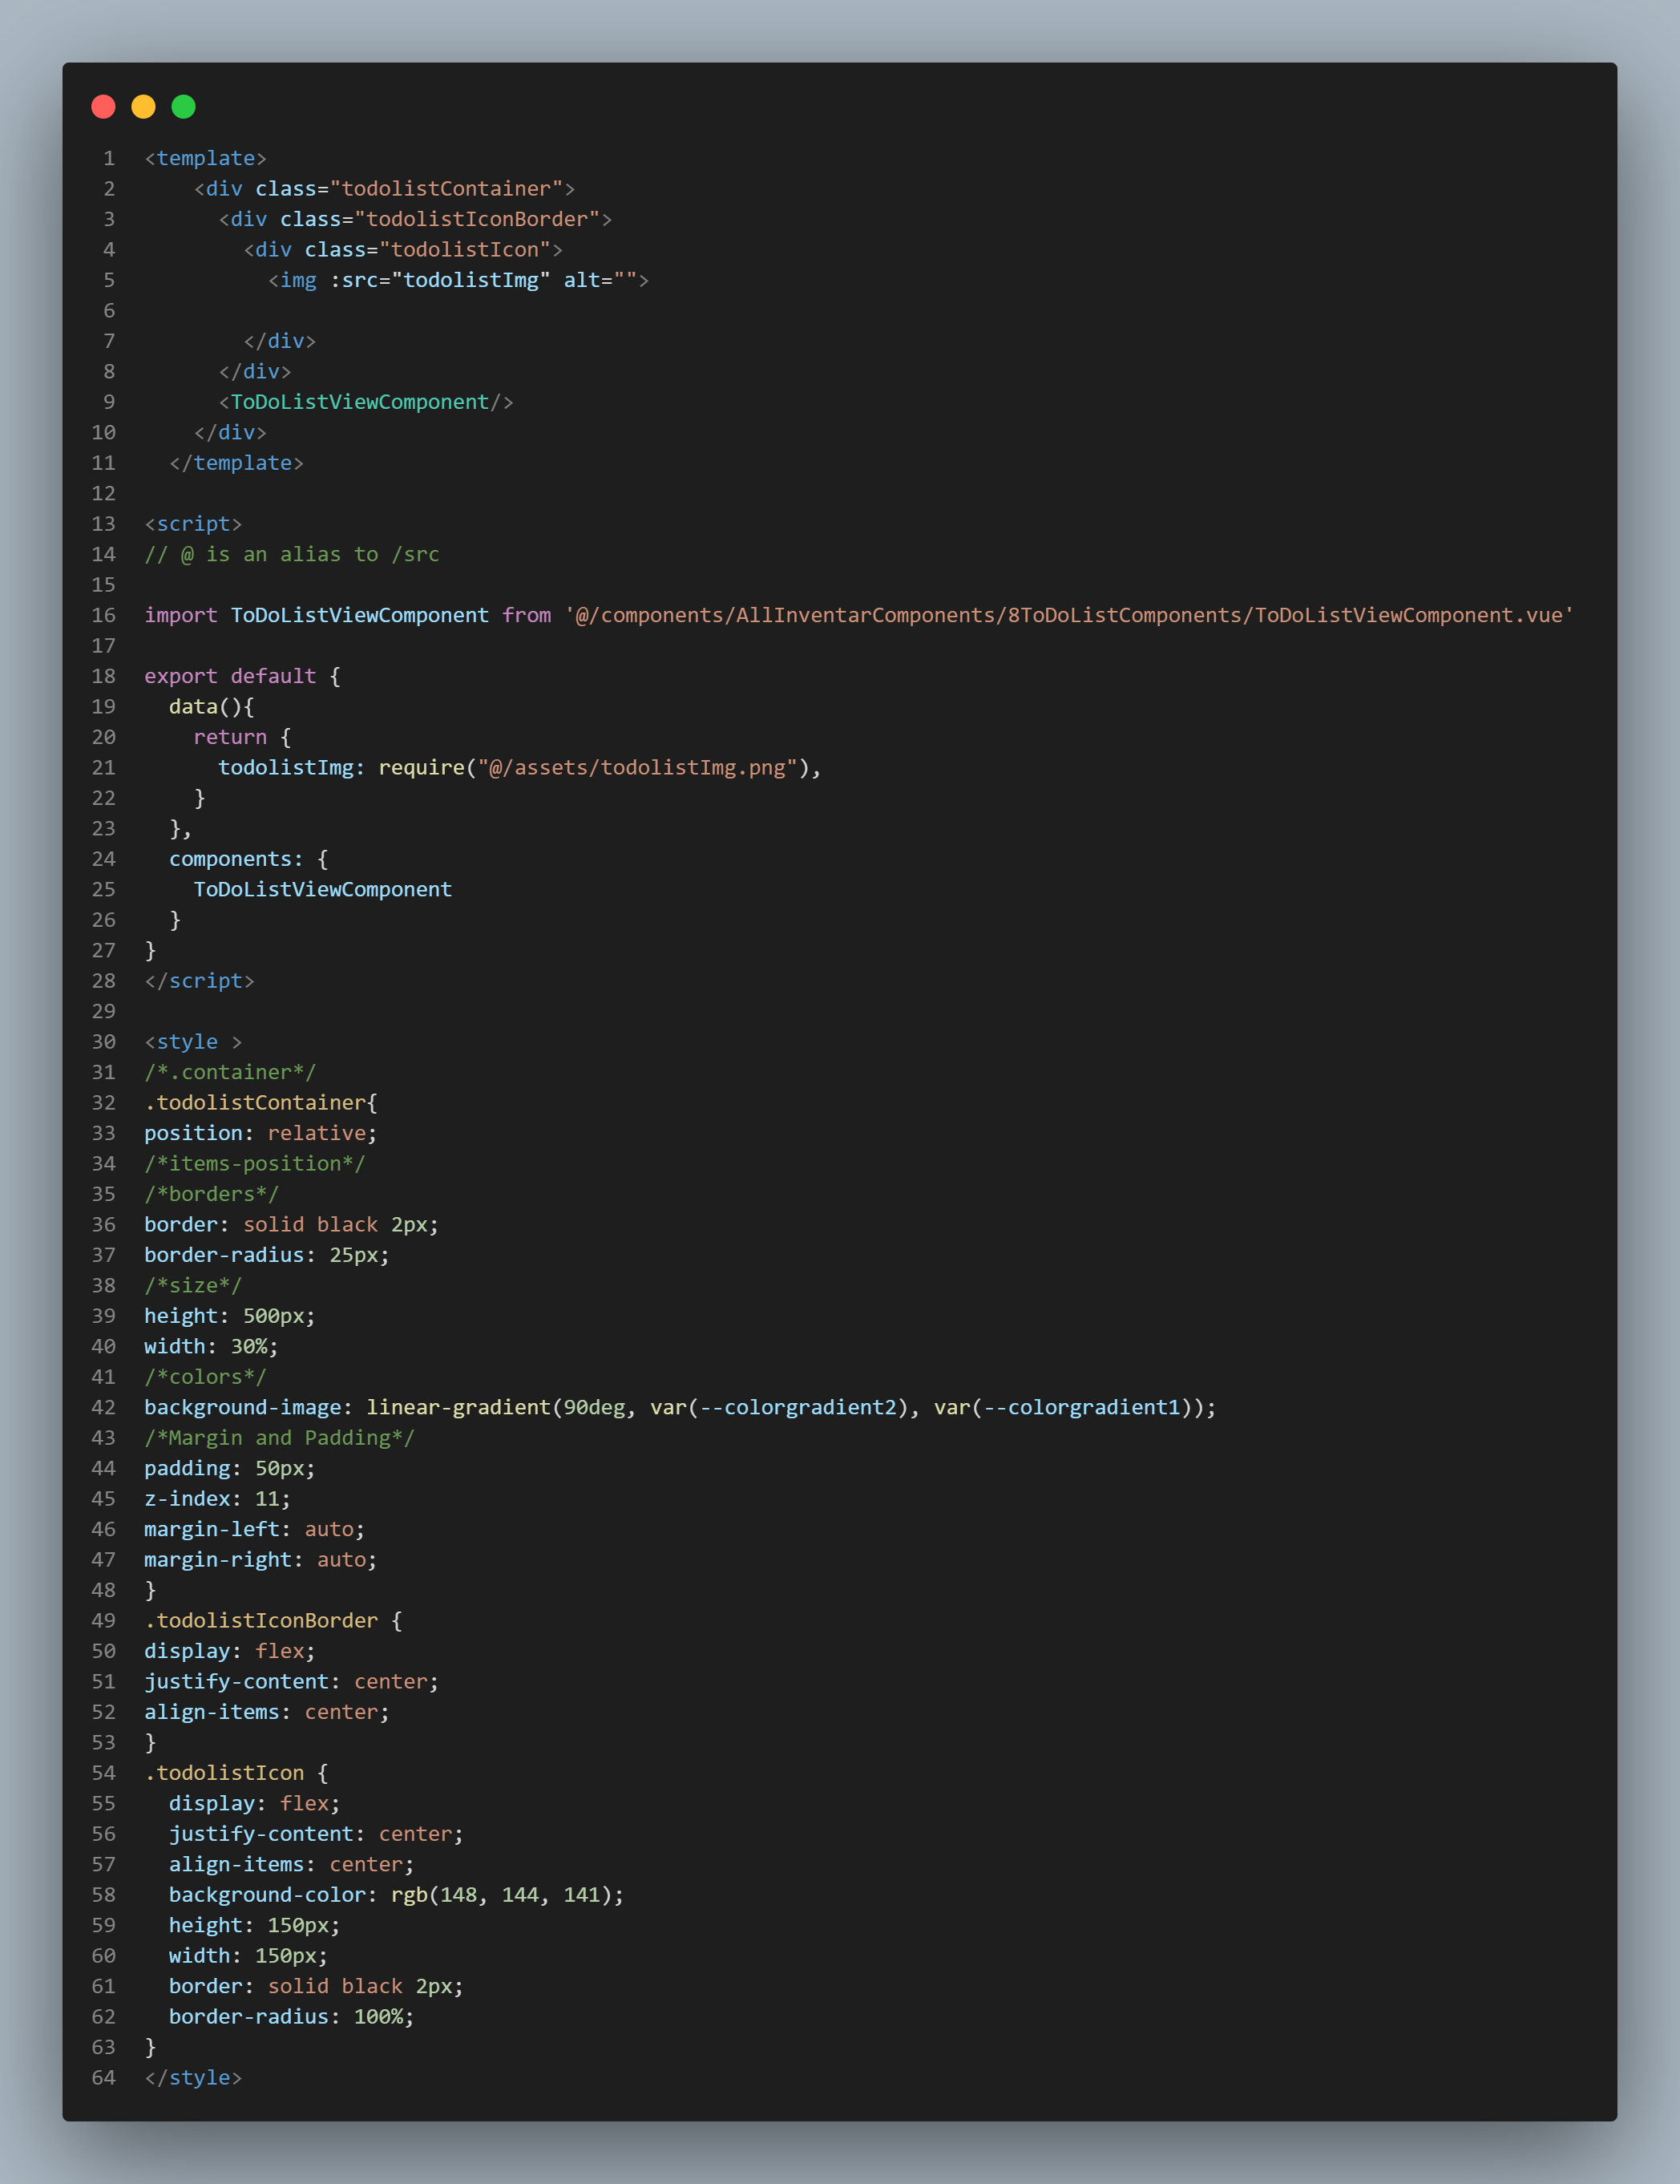 1 <template>
2     <div class="todolistContainer">
3       <div class="todolistIconBorder">
4         <div class="todolistIcon">
5           <img :src="todolistImg" alt="">
6
7         </div>
8       </div>
9       <ToDoListViewComponent/>
10     </div>
11   </template>
12
13 <script>
14 // @ is an alias to /src
15
16 import ToDoListViewComponent from '@/components/AllInventarComponents/8ToDoListComponents/ToDoListViewComponent.vue'
17
18 export default {
19   data(){
20     return {
21       todolistImg: require("@/assets/todolistImg.png"),
22     }
23   },
24   components: {
25     ToDoListViewComponent
26   }
27 }
28 </script>
29
30 <style >
31 /*.container*/
32 .todolistContainer{
33 position: relative;
34 /*items-position*/
35 /*borders*/
36 border: solid black 2px;
37 border-radius: 25px;
38 /*size*/
39 height: 500px;
40 width: 30%;
41 /*colors*/
42 background-image: linear-gradient(90deg, var(--colorgradient2), var(--colorgradient1));
43 /*Margin and Padding*/
44 padding: 50px;
45 z-index: 11;
46 margin-left: auto;
47 margin-right: auto;
48 }
49 .todolistIconBorder {
50 display: flex;
51 justify-content: center;
52 align-items: center;
53 }
54 .todolistIcon {
55   display: flex;
56   justify-content: center;
57   align-items: center;
58   background-color: rgb(148, 144, 141);
59   height: 150px;
60   width: 150px;
61   border: solid black 2px;
62   border-radius: 100%;
63 }
64 </style>